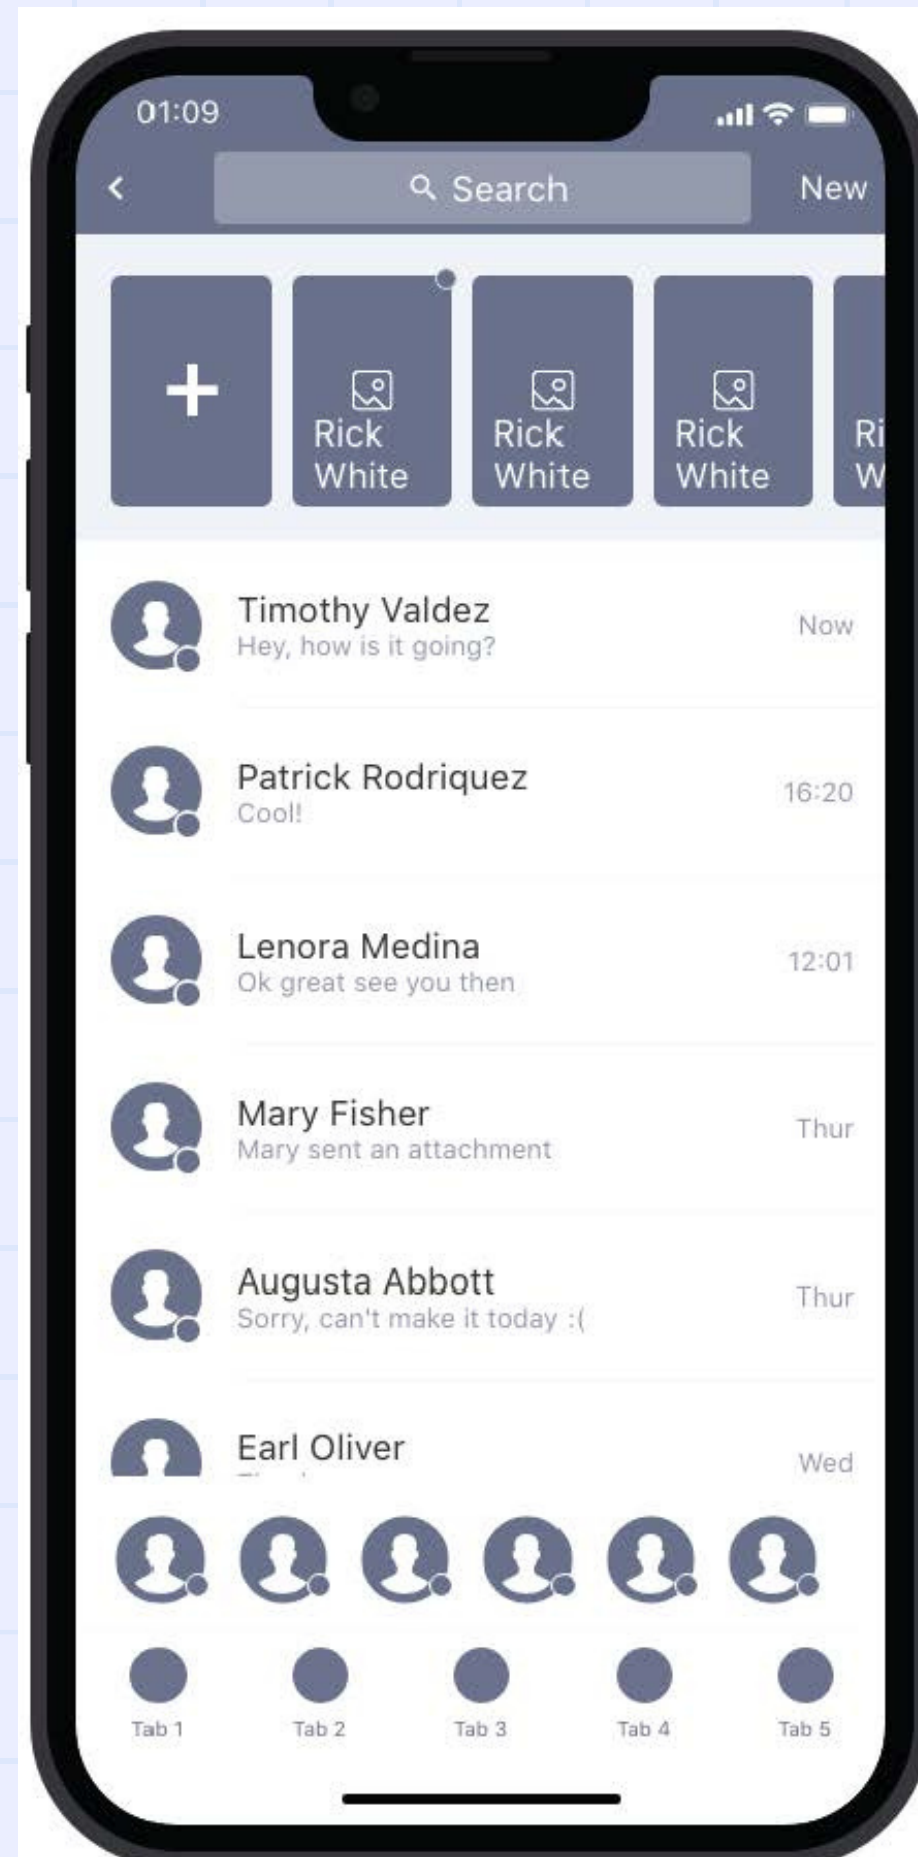 01:09
Search
New
Rick
White
Rick
White
Rick
White
Ri
W
Timothy Valdez
Hey, how is it going?
Now
Patrick Rodriquez
Cool!
16:20
Lenora Medina
Ok great see you then
12:01
Mary Fisher
Mary sent an attachment
Thur
Augusta Abbott
Sorry, can't make it today :(
Thur
Earl Oliver
Wed
Tab 1
Tab 2
Tab 3
Tab 4
Tab 5